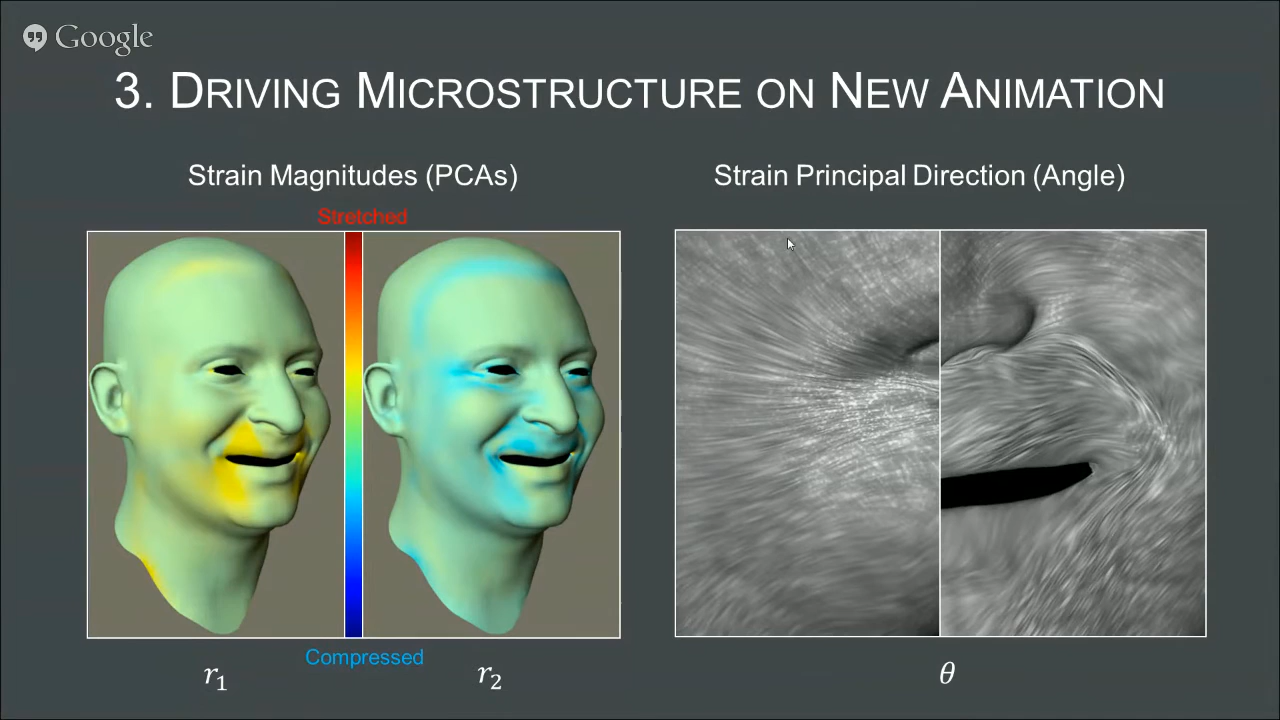 Google
3. DRIVING MICROSTRUCTURE ON NEW ANIMATION
Strain Magnitudes (PCAs)
Strain Principal Direction (Angle)
Stretched
Compressed
r₁
r₂
θ